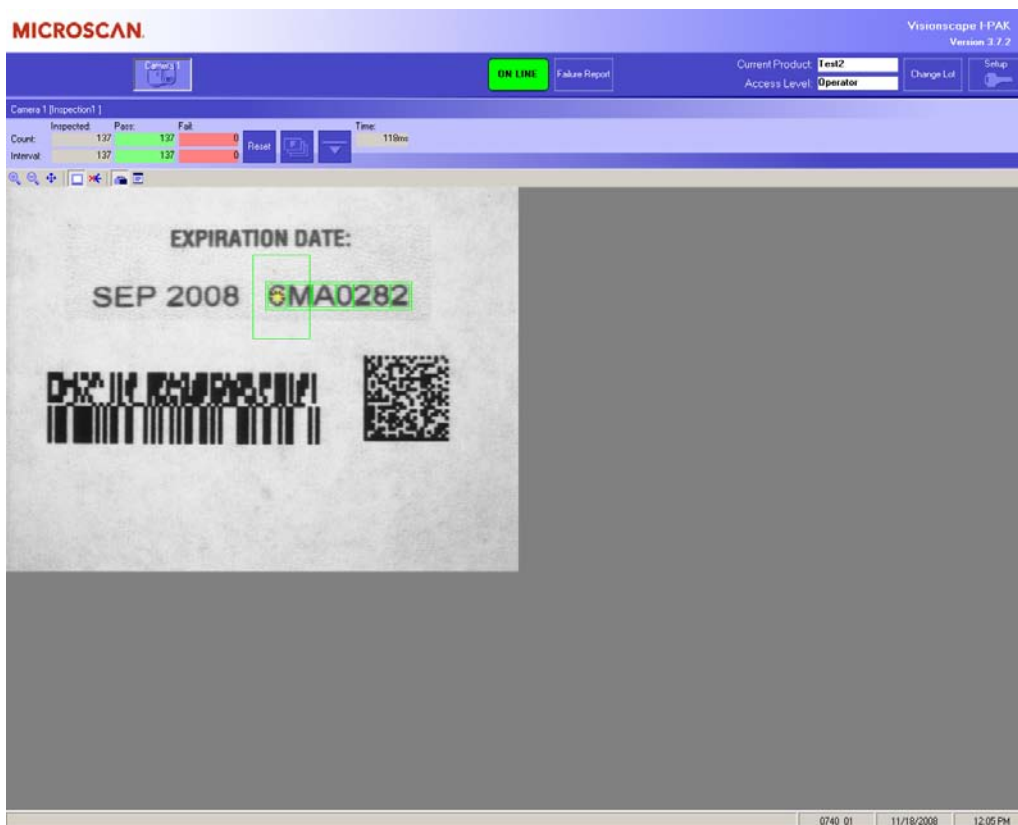 MICROSCAN.
Visionscape I-PAK
Version 3.7.2
Camera 1
ON LINE
Failure Report
Current Product: Test2
Access Level: Operator
Change Lot
Setup
Camera 1 [Inspection1 ]
Inspected: Pass: Fail: Time:
Count: 137 137 0 118ms
Interval: 137 137 0
Reset
EXPIRATION DATE:
SEP 2008 6MA0282
0740_01 11/18/2008 12:05 PM